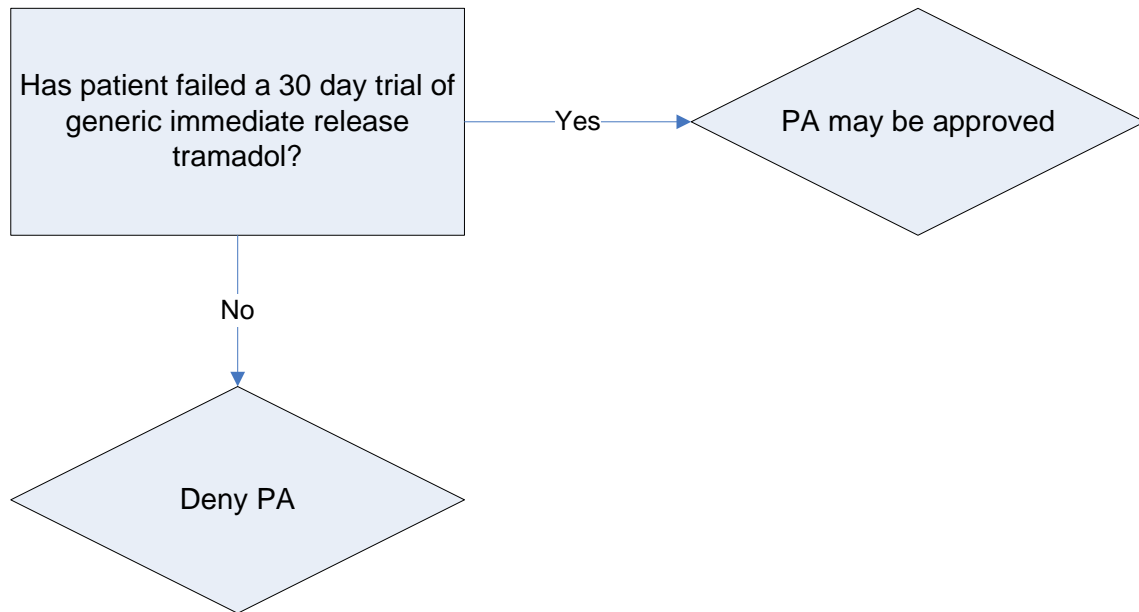 Has patient failed a 30 day trial of
generic immediate release
tramadol?
Yes
PA may be approved
No
Deny PA